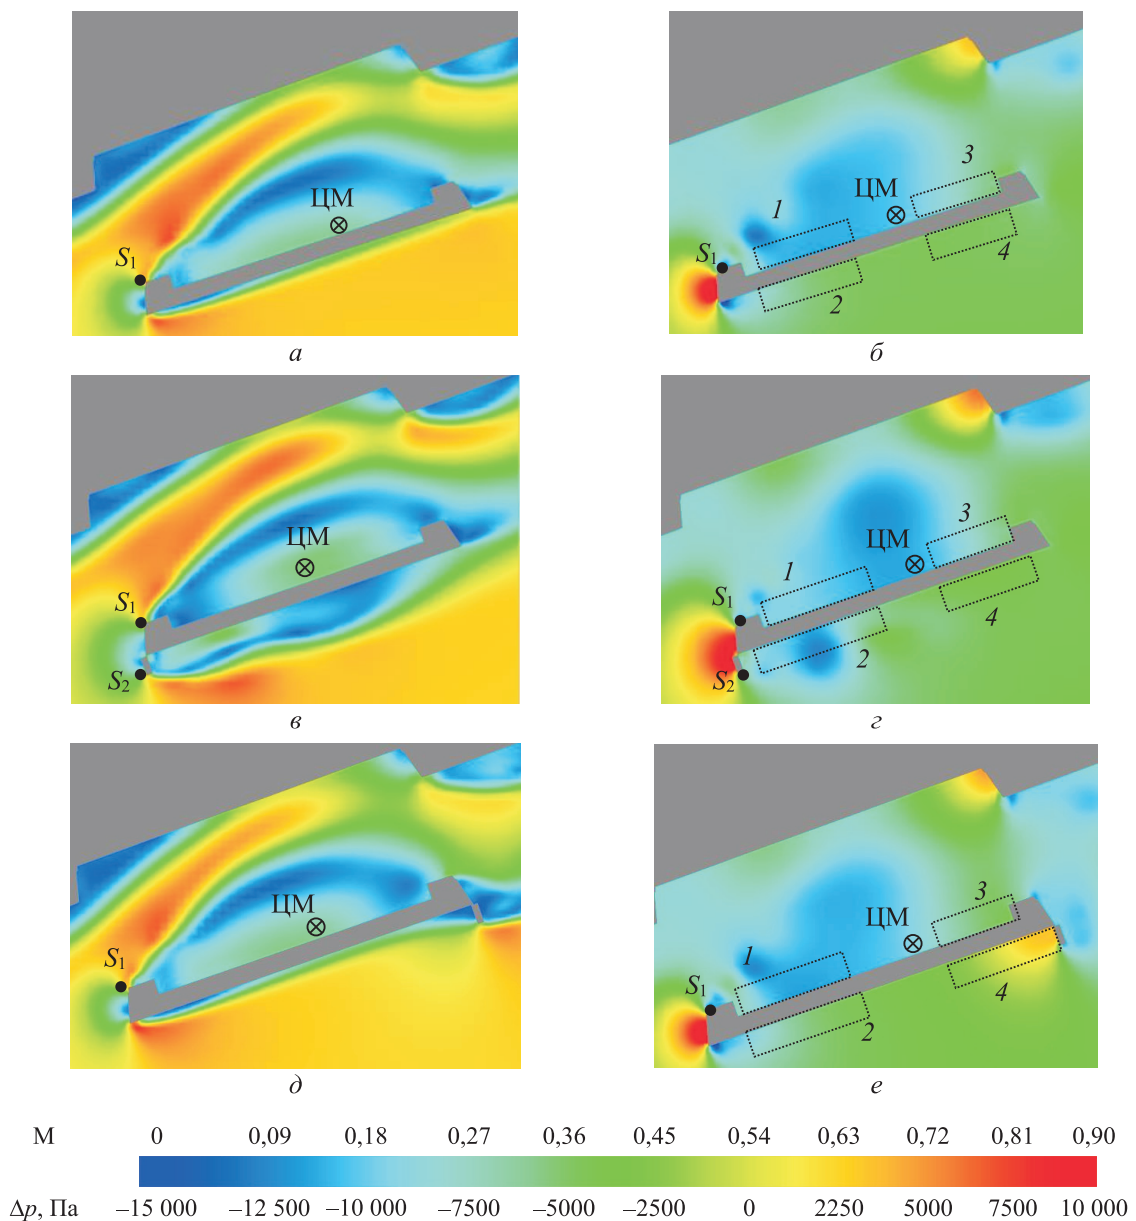 ЦМ
S1
а
ЦМ
1
2
3
4
S1
б
ЦМ
S1
S2
в
ЦМ
1
2
3
4
S1
S2
г
ЦМ
S1
д
ЦМ
1
2
3
4
S1
е
М 0 0,09 0,18 0,27 0,36 0,45 0,54 0,63 0,72 0,81 0,90
Δp, Па –15 000 –12 500 –10 000 –7500 –5000 –2500 0 2250 5000 7500 10 000